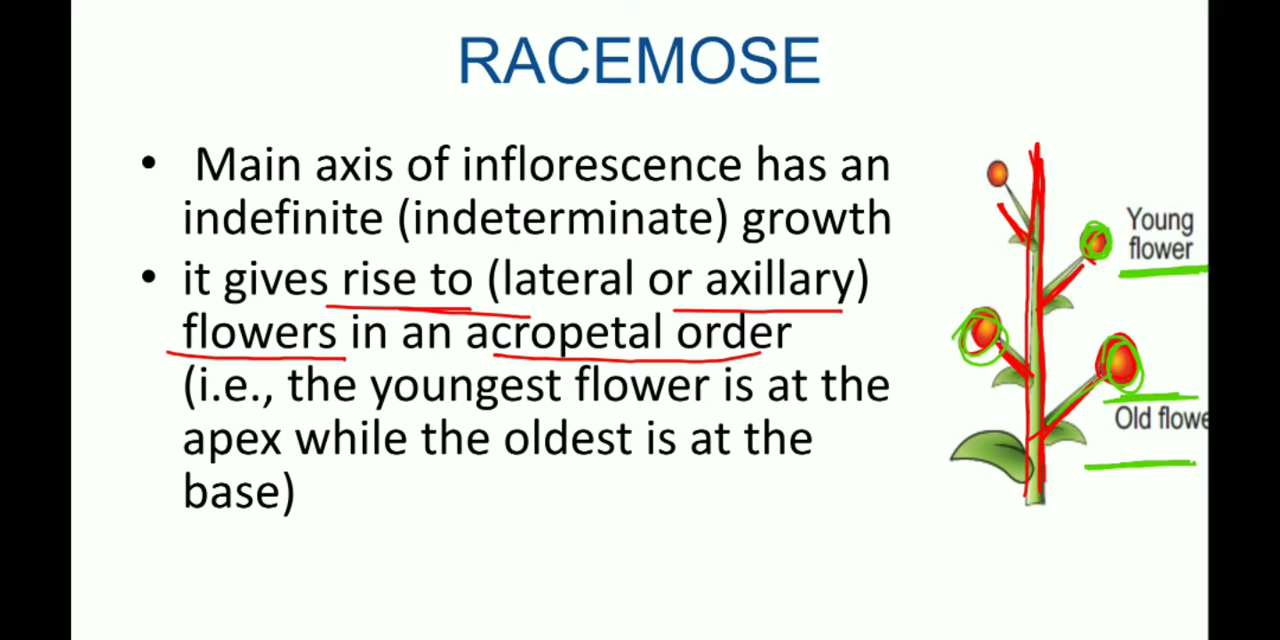 RACEMOSE
• Main axis of inflorescence has an
indefinite (indeterminate) growth
• it gives rise to (lateral or axillary)
flowers in an acropetal order
(i.e., the youngest flower is at the
apex while the oldest is at the
base)
Young
flower
Old flowe